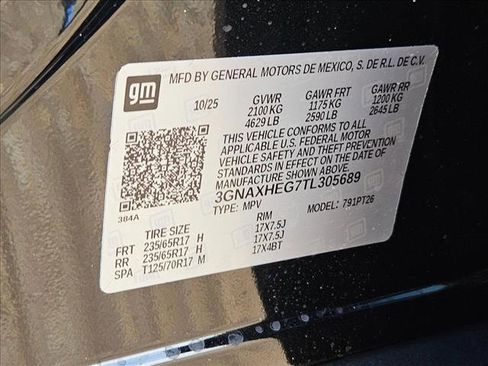 gm
MFD BY GENERAL MOTORS DE MEXICO, S. DE R.L. DE C.V.
10/25 GVWR GAWR FRT GAWR RR
2100 KG 1175 KG 1200 KG
4629 LB 2590 LB 2645 LB
THIS VEHICLE CONFORMS TO ALL
APPLICABLE U.S. FEDERAL MOTOR
VEHICLE SAFETY AND THEFT PREVENTION
STANDARDS IN EFFECT ON THE DATE OF
MANUFACTURE SHOWN ABOVE.
3GNAXHEG7TL305689
384A
TYPE: MPV MODEL: 791PT26
TIRE SIZE RIM
FRT 235/65R17 H 17X7.5J
RR 235/65R17 H 17X7.5J
SPA T125/70R17 M 17X4BT